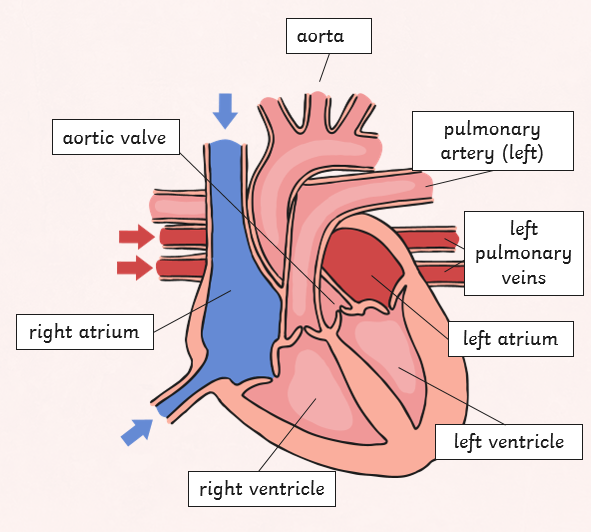 aorta
aortic valve
pulmonary
artery (left)
left
pulmonary
veins
right atrium
left atrium
left ventricle
right ventricle